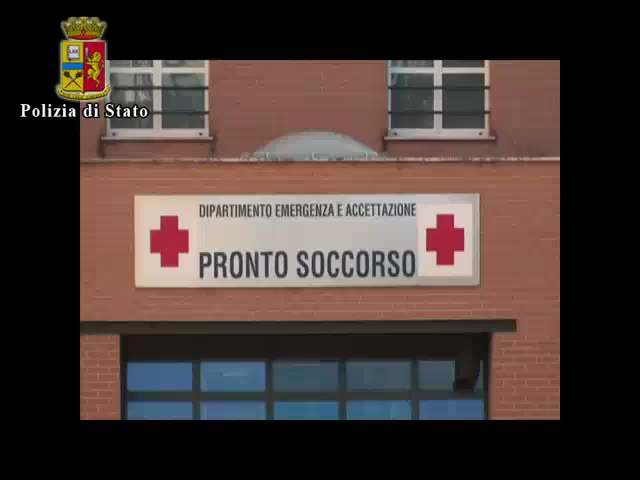 Polizia di Stato
DIPARTIMENTO EMERGENZA E ACCETTAZIONE
PRONTO SOCCORSO